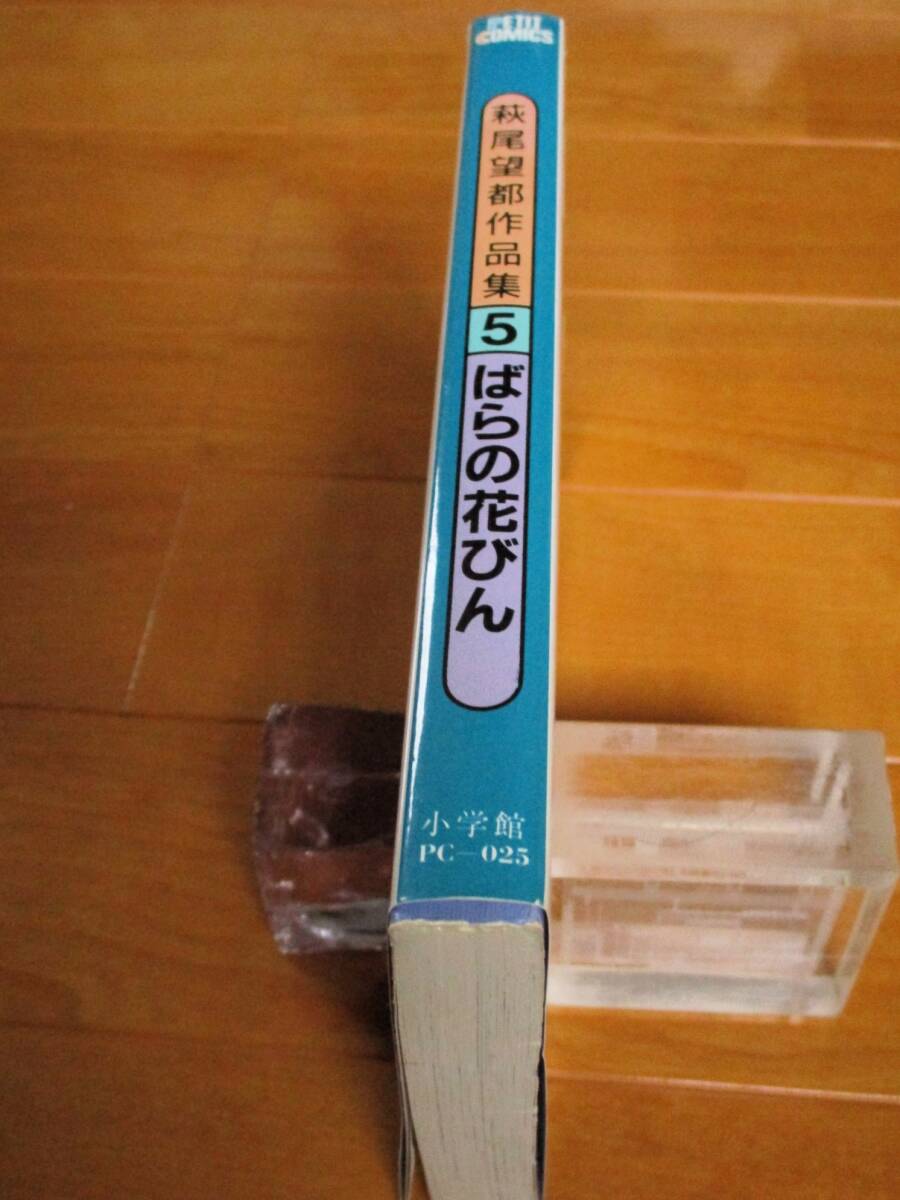 PETIT
COMICS
萩尾望都作品集
5
ばらの花びん
小学館
PC-025